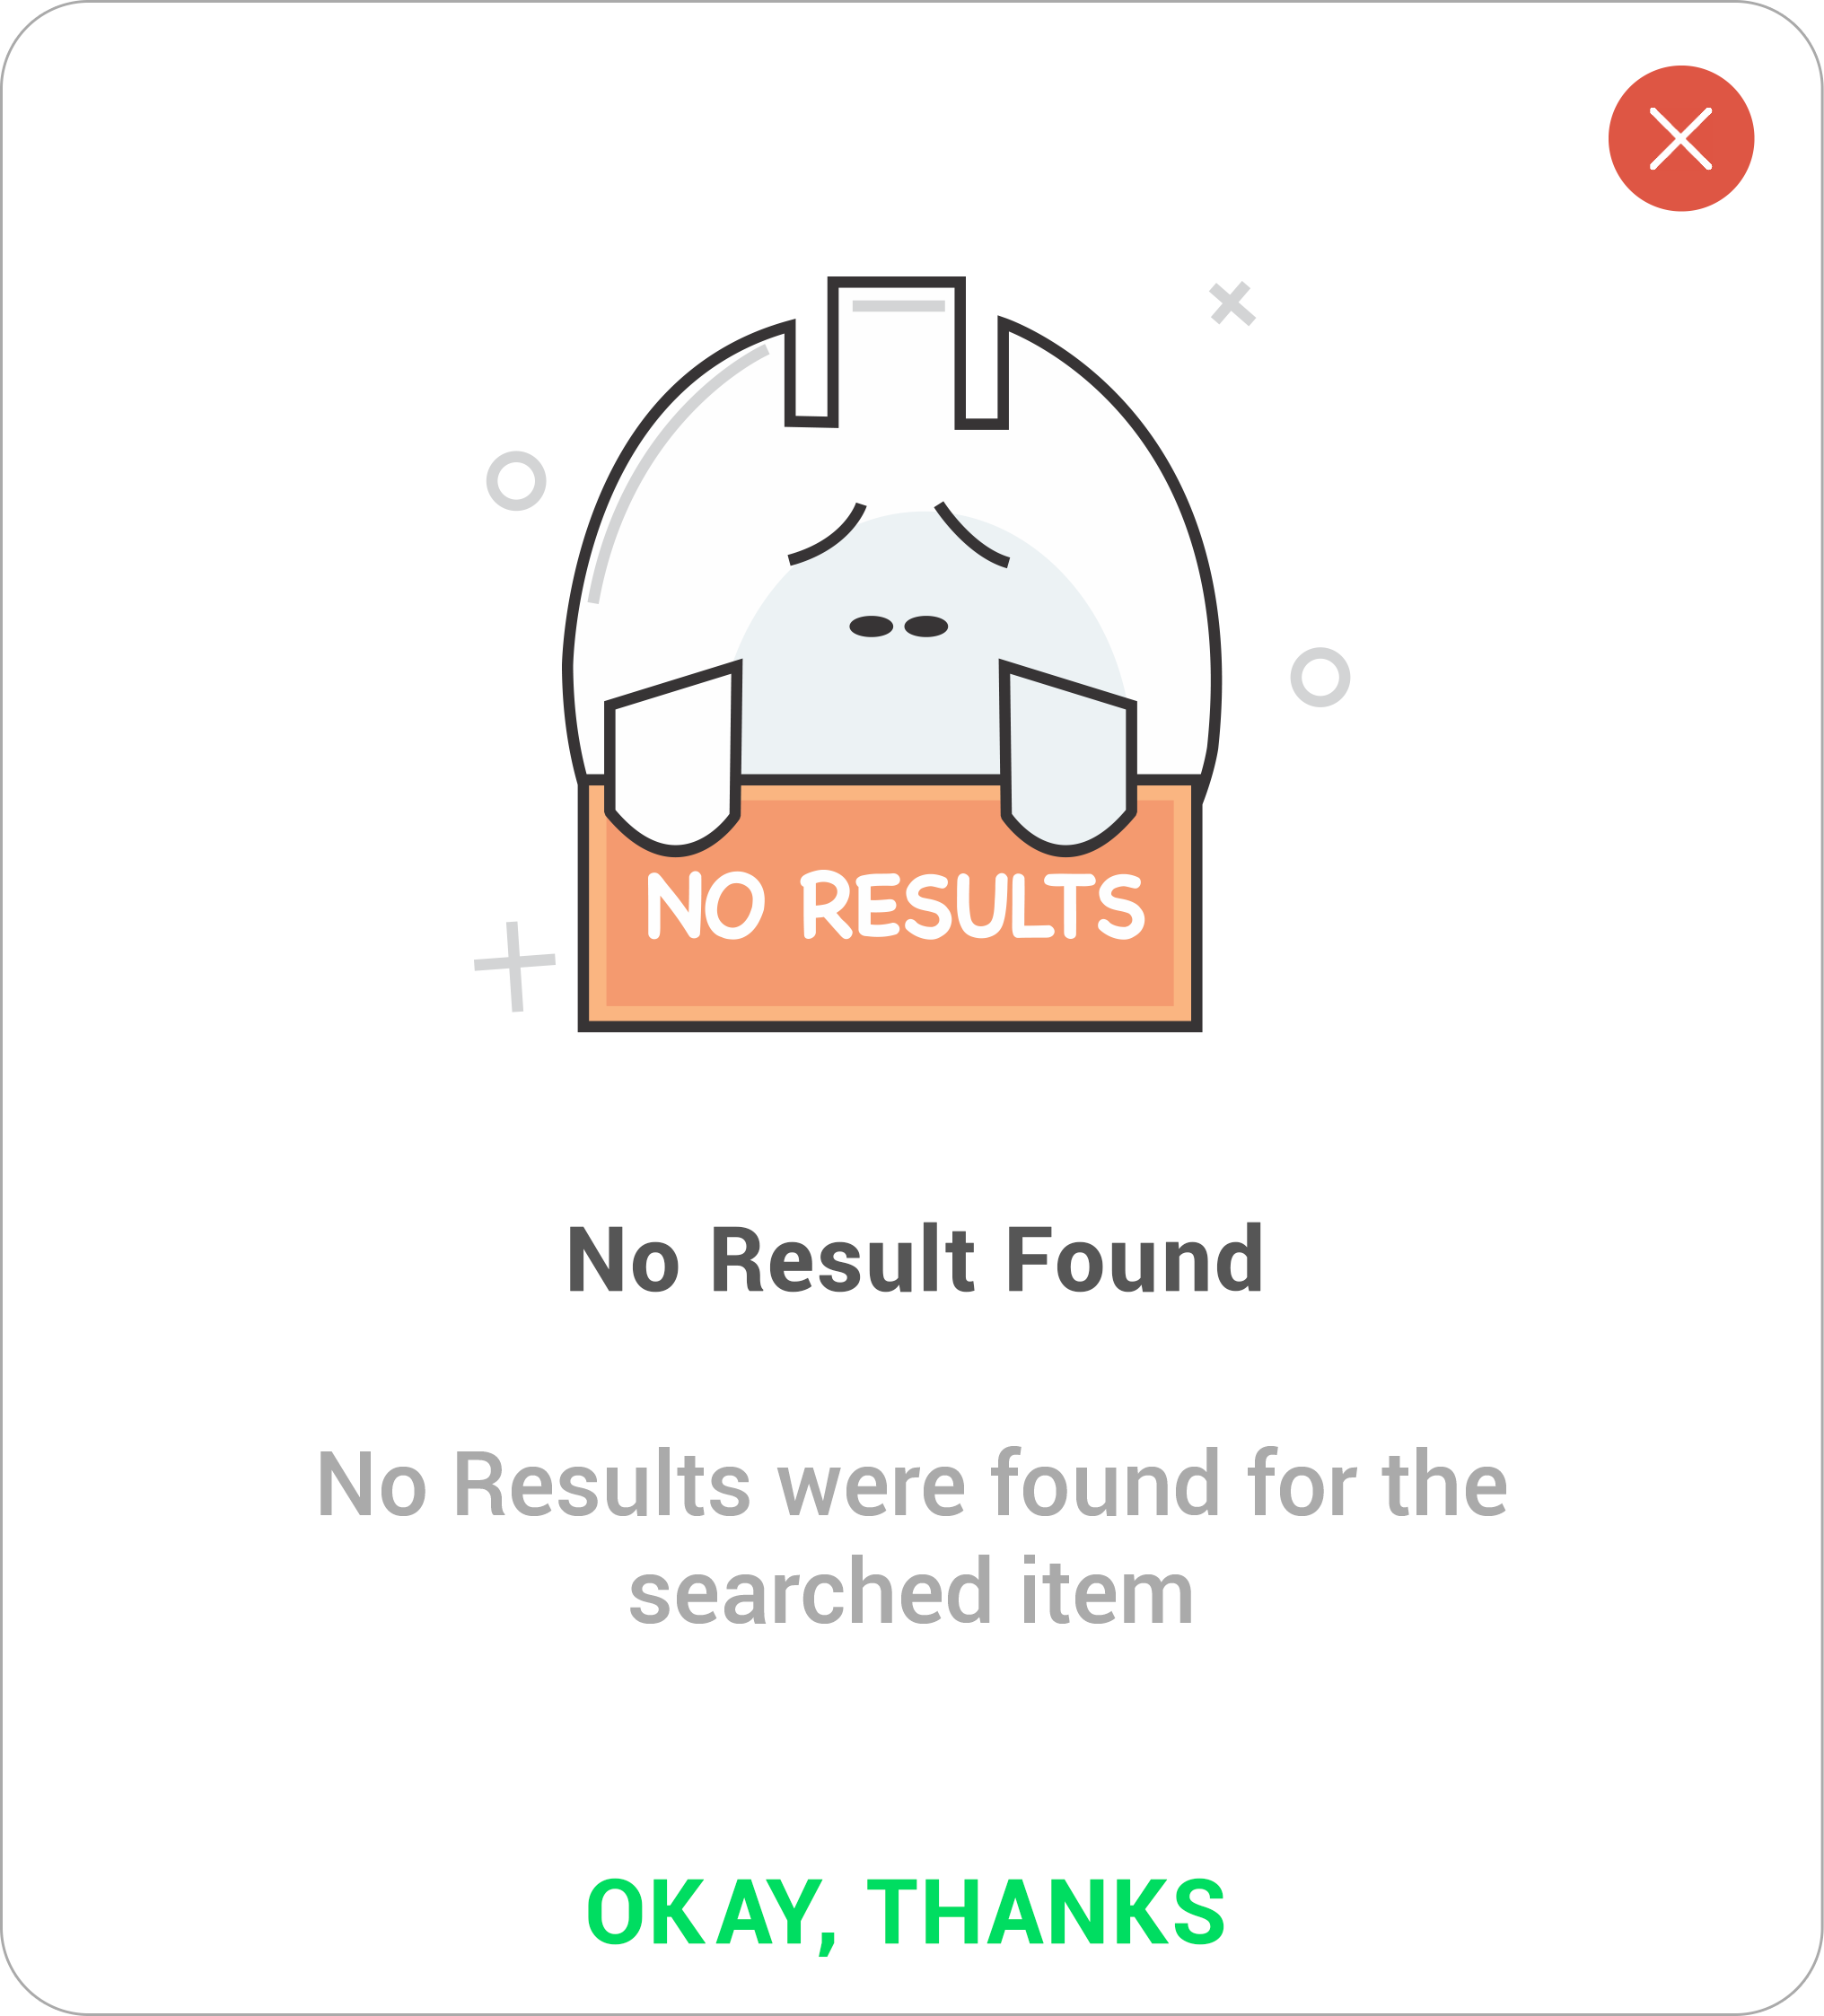 NO RESULTS
No Result Found
No Results were found for the
searched item
OKAY, THANKS